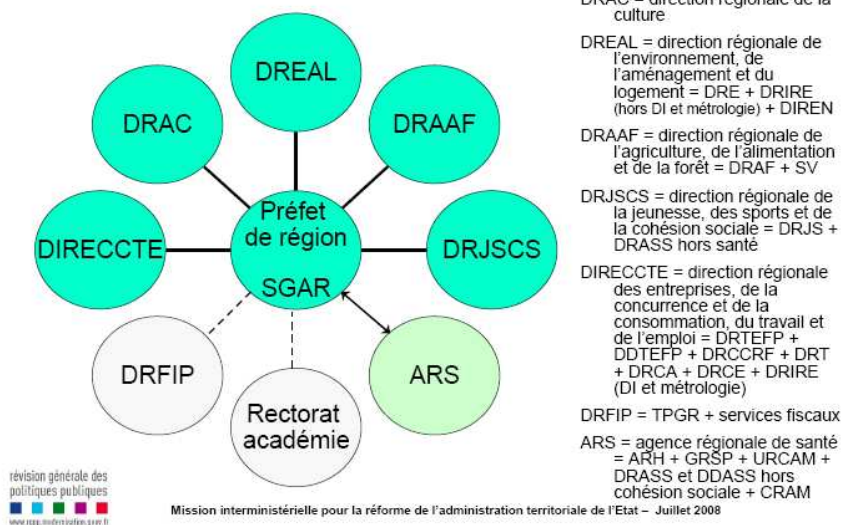 DREAL
DRAC
DRAAF
DIRECCTE
Préfet
de région
SGAR
DRJSCS
DRFIP
Rectorat
académie
ARS
DRAC = direction régionale de la
culture
DREAL = direction régionale de
l'environnement, de
l'aménagement et du
logement = DRE + DRIRE
(hors DI et métrologie) + DIREN
DRAAF = direction régionale de
l'agriculture, de l'alimentation
et de la forêt = DRAF + SV
DRJSCS = direction régionale de
la jeunesse, des sports et de
la cohésion sociale = DRJS +
DRASS hors santé
DIRECCTE = direction régionale
des entreprises, de la
concurrence et de la
consommation, du travail et
de l'emploi = DRTEFP +
DDTEFP + DRCCRF + DRT
+ DRCA + DRCE + DRIRE
(DI et métrologie)
DRFIP = TPGR + services fiscaux
ARS = agence régionale de santé
= ARH + GRSP + URCAM +
DRASS et DDASS hors
cohésion sociale + CRAM
révision générale des
politiques publiques
www.rgpp.modernisation.gouv.fr
Mission interministérielle pour la réforme de l'administration territoriale de l'Etat – Juillet 2008